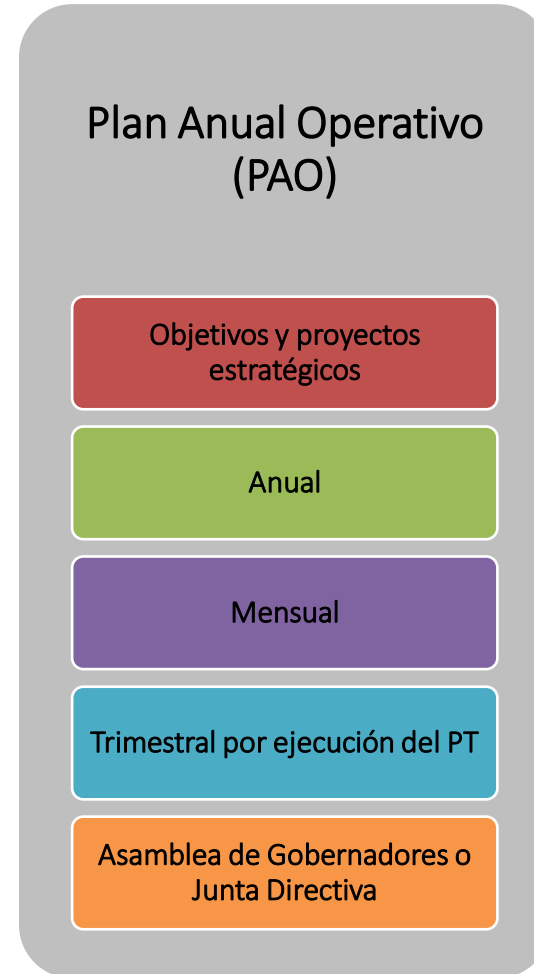 Plan Anual Operativo
(PAO)
Objetivos y proyectos
estratégicos
Anual
Mensual
Trimestral por ejecución del PT
Asamblea de Gobernadores o
Junta Directiva